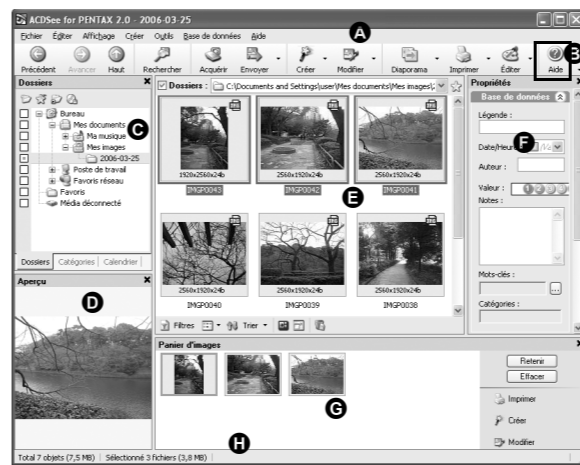 ACDSee for PENTAX 2.0 - 2006-03-25
Fichier Éditer Affichage Créer Outils Base de données Aide
A
B
Précédent Avancer Haut Rechercher Acquérir Envoyer Créer Modifier Diaporama Imprimer Éditer Aide
Dossiers
Bureau
Mes documents
C
Ma musique
Mes images
2006-03-25
Poste de travail
Favoris réseau
Favoris
Média déconnecté
Dossiers Catégories Calendrier
Aperçu
D
Dossiers : C:\Documents and Settings\user\Mes documents\Mes images\
1920x2560x24b 2560x1920x24b 2560x1920x24b
IMGP0043 IMGP0042 IMGP0041
E
2560x1920x24b 2560x1920x24b 2560x1920x24b
IMGP0040 IMGP0039 IMGP0038
Filtres Trier
Propriétés
Base de données
Légende :
Date/Heure
F
Auteur :
Valeur : 1 2 3
Notes :
Mots-clés :
...
Catégories :
Panier d'images
G
Retenir
Effacer
Imprimer
Créer
Modifier
H
Total 7 objets (7,5 MB) Sélectionné 3 fichiers (3,8 MB)